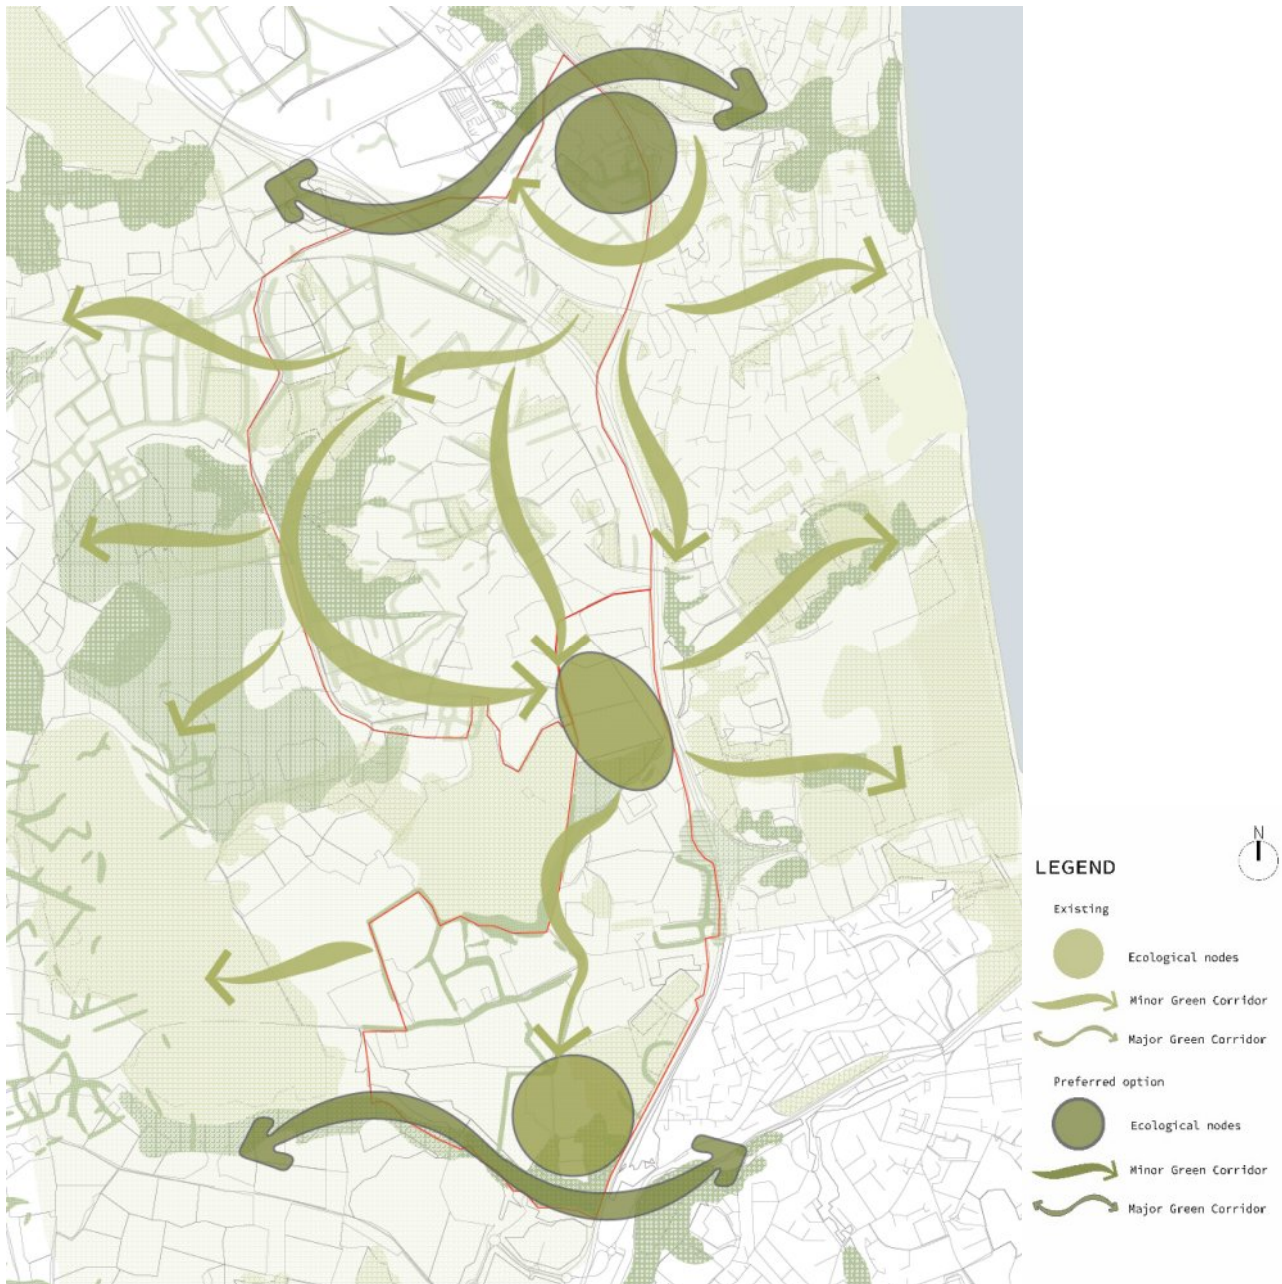 N
LEGEND
Existing
Ecological nodes
Minor Green Corridor
Major Green Corridor
Preferred option
Ecological nodes
Minor Green Corridor
Major Green Corridor